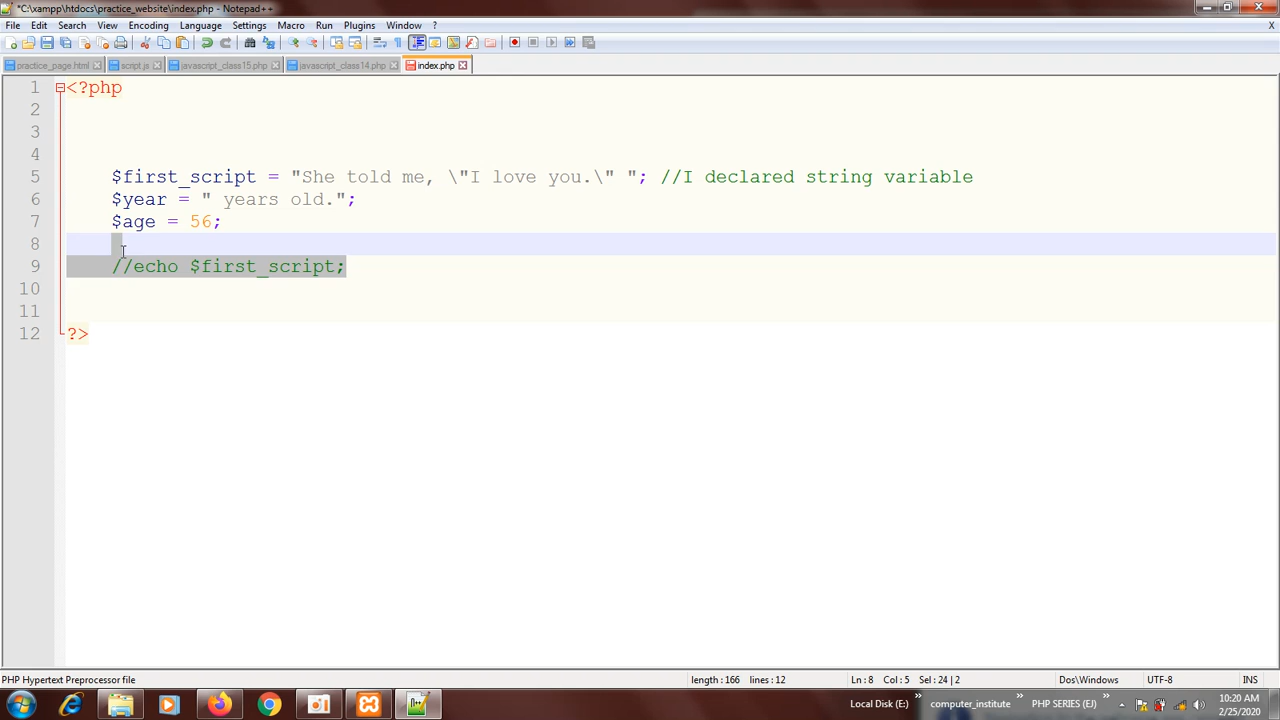 *C:\xampp\htdocs\practice_website\index.php - Notepad++
File Edit Search View Encoding Language Settings Macro Run Plugins Window ? X
practice_page.html script.js javascript_class15.php javascript_class14.php index.php
1 <?php
2
3
4
5 $first_script = "She told me, \"I love you.\" "; //I declared string variable
6 $year = " years old.";
7 $age = 56;
8
9 //echo $first_script;
10
11
12 ?>
PHP Hypertext Preprocessor file length : 166 lines : 12 Ln : 8 Col : 5 Sel : 24 | 2 Dos\Windows UTF-8 INS
Local Disk (E:) » computer_institute » PHP SERIES (EJ) » 10:20 AM
2/25/2020